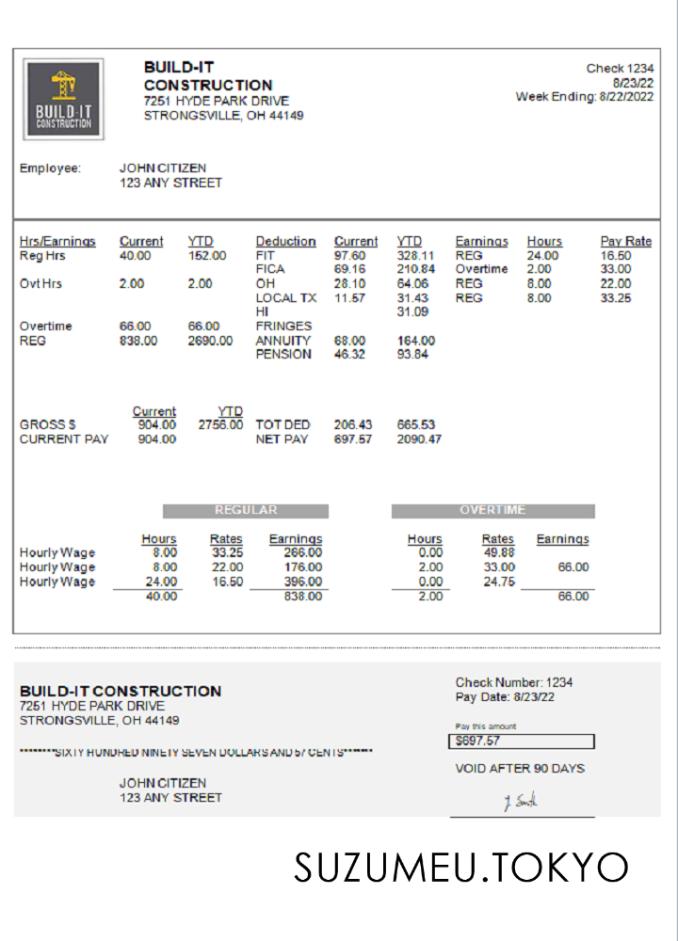 BUILD-IT
CONSTRUCTION
7251 HYDE PARK DRIVE
STRONGSVILLE, OH 44149
Check 1234
8/23/22
Week Ending: 8/22/2022
BUILD-IT
CONSTRUCTION
Employee: JOHN CITIZEN
123 ANY STREET
Hrs/Earnings Current YTD Deduction Current YTD Earnings Hours Pay Rate
Reg Hrs 40.00 152.00 FIT 97.60 328.11 REG 24.00 16.50
FICA 69.16 210.84 Overtime 2.00 33.00
Ovt Hrs 2.00 2.00 OH 28.10 64.06 REG 8.00 22.00
LOCAL TX 11.57 31.43 REG 8.00 33.25
HI 31.09
Overtime 66.00 66.00 FRINGES
REG 838.00 2690.00 ANNUITY 68.00 164.00
PENSION 46.32 93.84
Current YTD
GROSS $ 904.00 2756.00 TOT DED 206.43 665.53
CURRENT PAY 904.00 NET PAY 697.57 2090.47
REGULAR OVERTIME
Hours Rates Earnings Hours Rates Earnings
Hourly Wage 8.00 33.25 266.00 0.00 49.88
Hourly Wage 8.00 22.00 176.00 2.00 33.00 66.00
Hourly Wage 24.00 16.50 396.00 0.00 24.75
40.00 838.00 2.00 66.00
BUILD-IT CONSTRUCTION
7251 HYDE PARK DRIVE
STRONGSVILLE, OH 44149
Check Number: 1234
Pay Date: 8/23/22
Pay this amount
$697.57
********SIXTY HUNDRED NINETY SEVEN DOLLARS AND 57 CENTS*******
VOID AFTER 90 DAYS
JOHN CITIZEN
123 ANY STREET
J. Smith
SUZUMEU.TOKYO